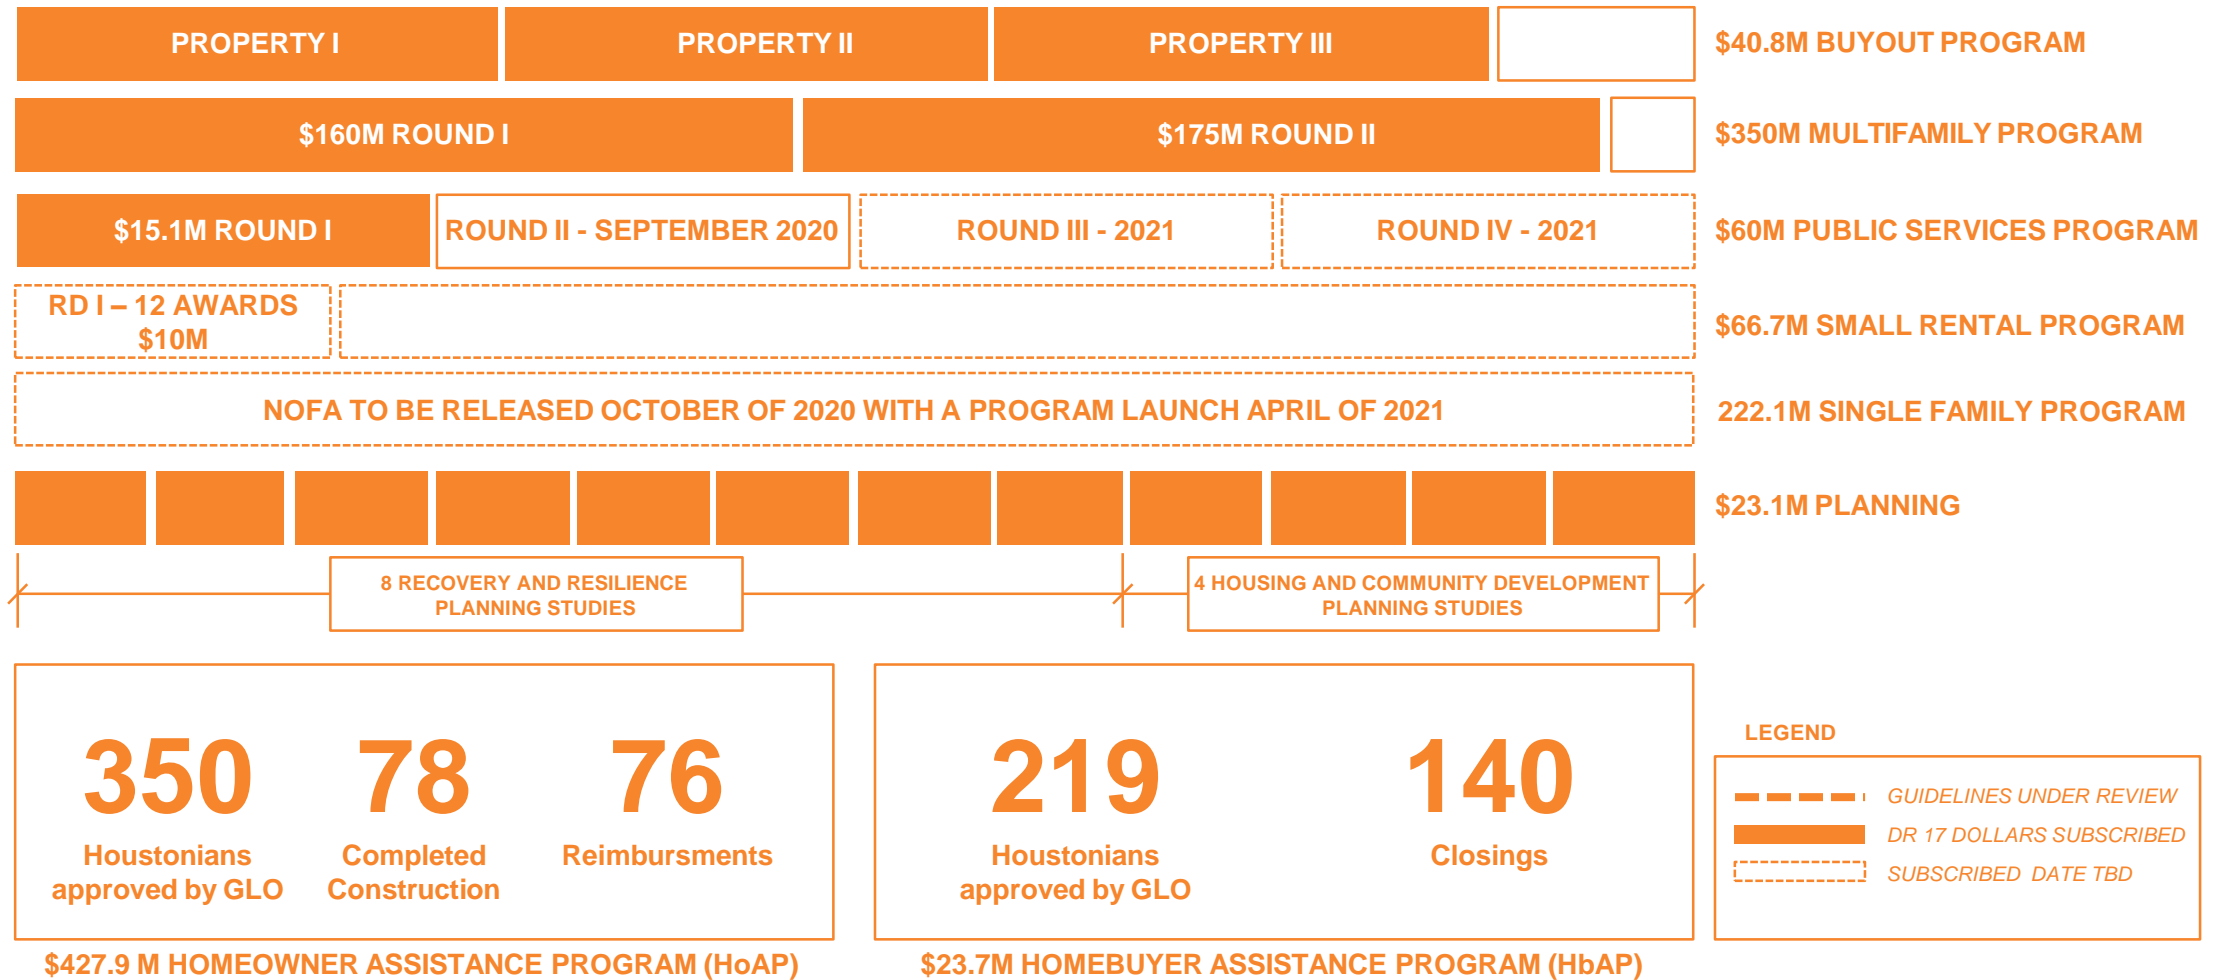 PROPERTY I
PROPERTY II
PROPERTY III
$40.8M BUYOUT PROGRAM
$160M ROUND I
$175M ROUND II
$350M MULTIFAMILY PROGRAM
$15.1M ROUND I
ROUND II - SEPTEMBER 2020
ROUND III - 2021
ROUND IV - 2021
$60M PUBLIC SERVICES PROGRAM
RD I – 12 AWARDS
$10M
$66.7M SMALL RENTAL PROGRAM
NOFA TO BE RELEASED OCTOBER OF 2020 WITH A PROGRAM LAUNCH APRIL OF 2021
222.1M SINGLE FAMILY PROGRAM
$23.1M PLANNING
8 RECOVERY AND RESILIENCE
PLANNING STUDIES
4 HOUSING AND COMMUNITY DEVELOPMENT
PLANNING STUDIES
350
Houstonians
approved by GLO
78
Completed
Construction
76
Reimbursments
$427.9 M HOMEOWNER ASSISTANCE PROGRAM (HoAP)
219
Houstonians
approved by GLO
140
Closings
$23.7M HOMEBUYER ASSISTANCE PROGRAM (HbAP)
LEGEND
GUIDELINES UNDER REVIEW
DR 17 DOLLARS SUBSCRIBED
SUBSCRIBED DATE TBD